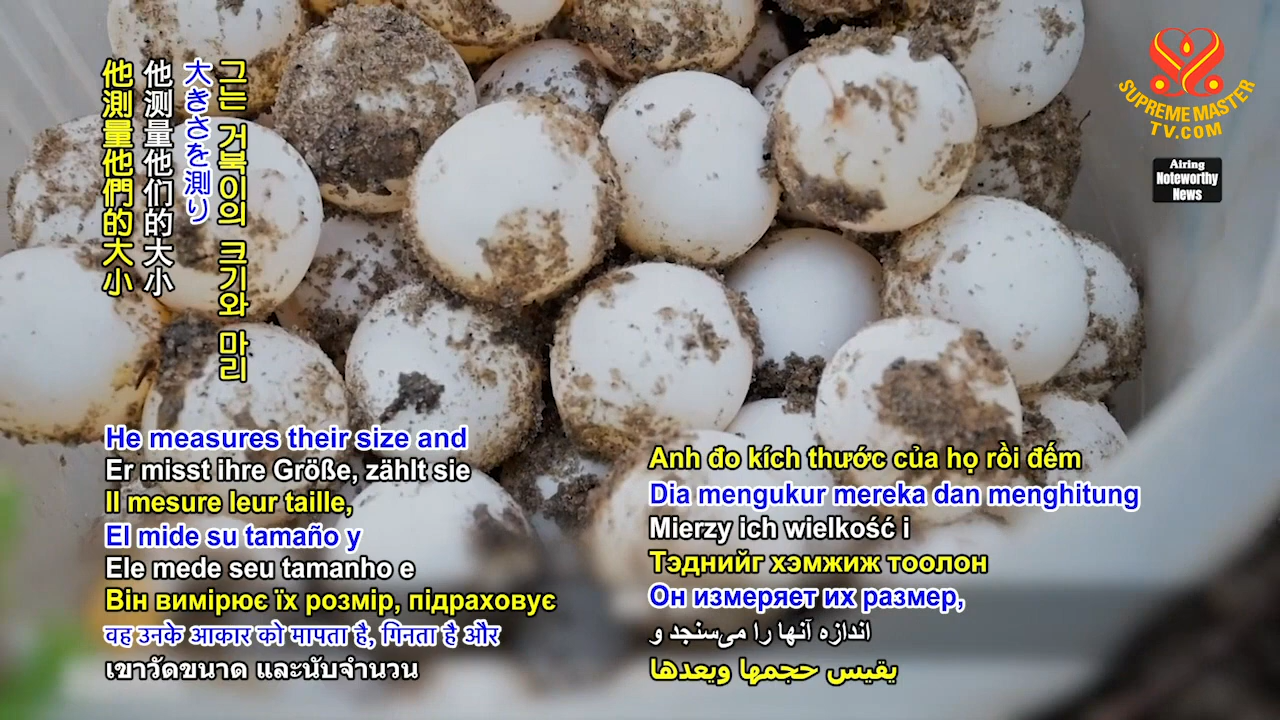 他測量他們的大小
他测量他们的大小
大きさを測り
그는 거북이의 크기와 마리
He measures their size and
Er misst ihre Größe, zählt sie
Il mesure leur taille,
El mide su tamaño y
Ele mede seu tamanho e
Він вимірює їх розмір, підраховує
वह उनके आकार को मापता है, गिनता है और
เขาวัดขนาด และนับจำนวน
Anh đo kích thước của họ rồi đếm
Dia mengukur mereka dan menghitung
Mierzy ich wielkość i
Тэднийг хэмжиж тоолон
Он измеряет их размер,
اندازه آنها را می‌سنجد و
يقيس حجمها ويعدها
SUPREME MASTER
TV.COM
Airing
Noteworthy
News